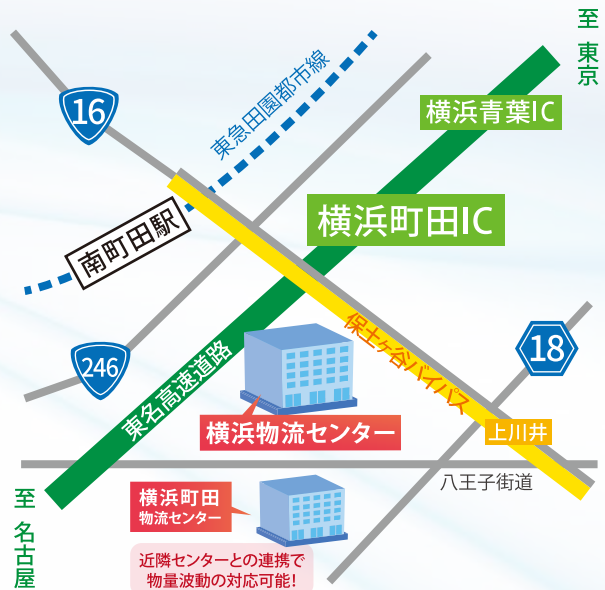 至 東京
16
東急田園都市線
横浜青葉IC
横浜町田IC
南町田駅
保土ヶ谷バイパス
18
246
東名高速道路
横浜物流センター
上川井
八王子街道
至 名古屋
横浜町田
物流センター
近隣センターとの連携で
物量波動の対応可能!